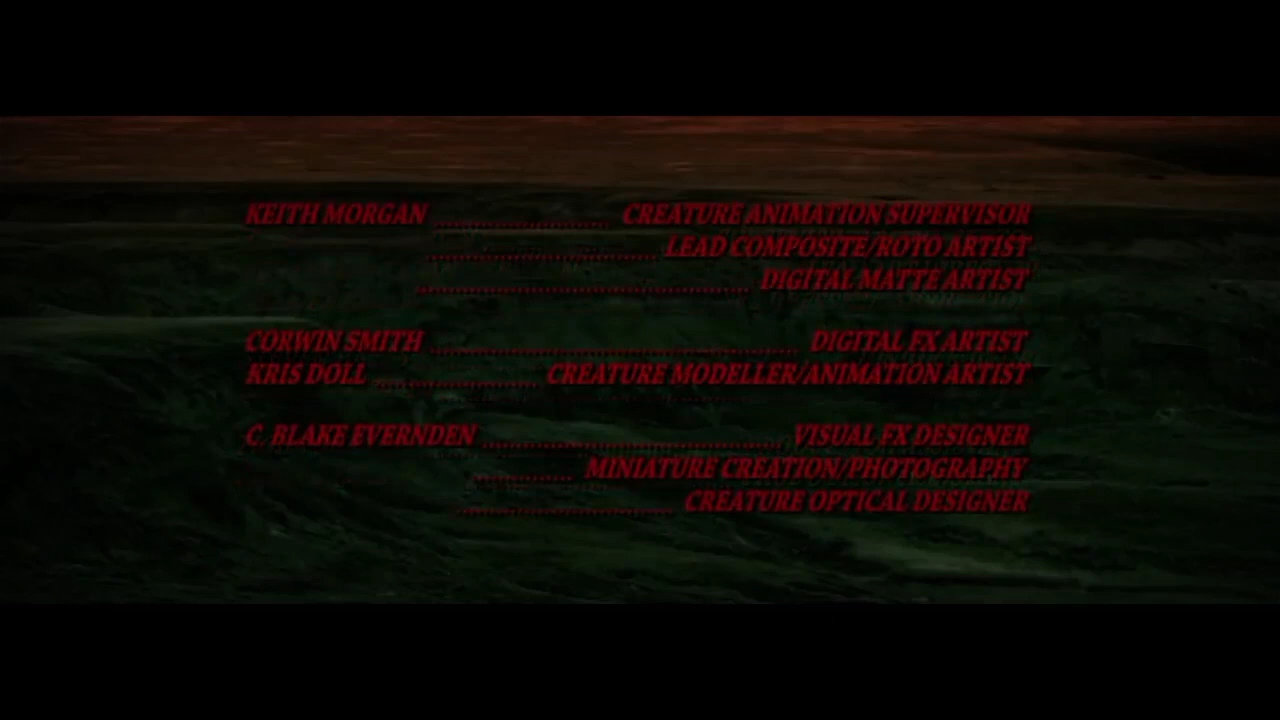 KEITH MORGAN ........................ CREATURE ANIMATION SUPERVISOR
................................ LEAD COMPOSITE/ROTO ARTIST
............................................... DIGITAL MATTE ARTIST
CORWIN SMITH .................................................... DIGITAL FX ARTIST
KRIS DOLL ....................... CREATURE MODELLER/ANIMATION ARTIST
C. BLAKE EVERNDEN .......................................... VISUAL FX DESIGNER
.............. MINIATURE CREATION/PHOTOGRAPHY
.............................. CREATURE OPTICAL DESIGNER